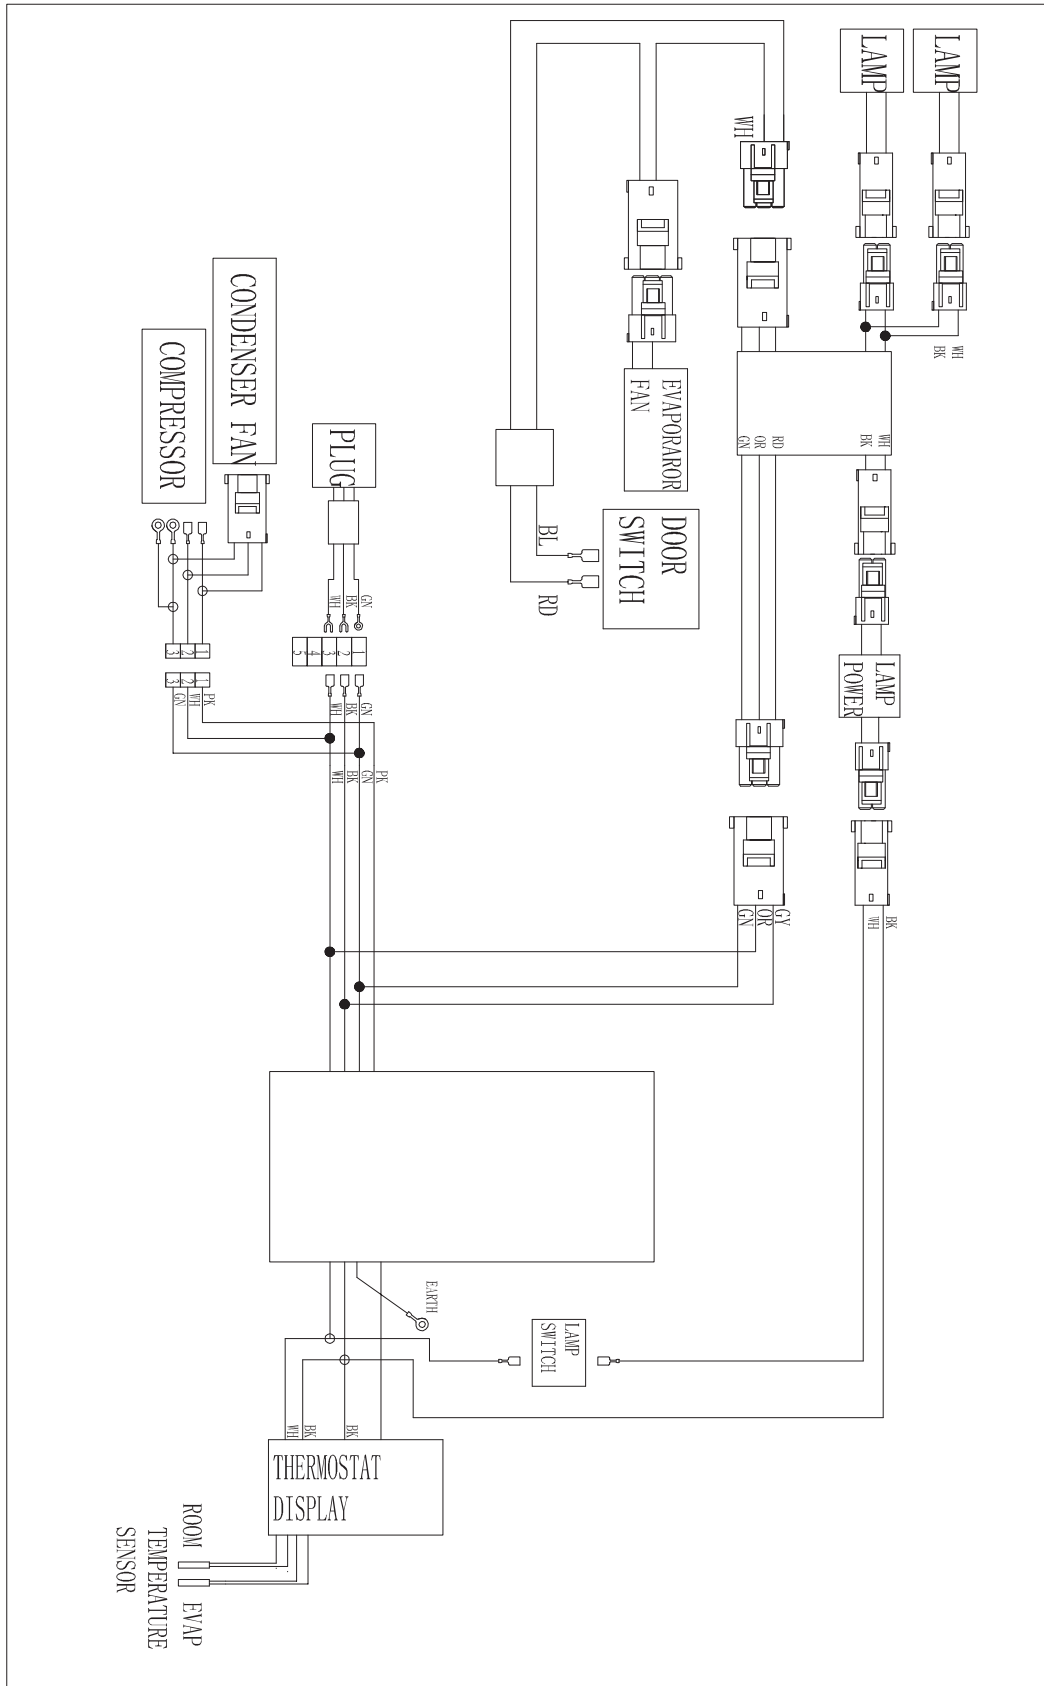 LAMP
LAMP
WH
WH
BK
CONDENSER FAN
COMPRESSOR
PLUG
EVAPORAROR
FAN
GN
OR
RD
BK
WH
DOOR
SWITCH
BL
RD
WH
BK
GN
5
4
3
2
1
3
2
1
3
2
1
GN
WH
PK
WH
BK
GN
WH
BK
GN
PK
LAMP
POWER
GN
OR
GY
WH
BK
EARTH
LAMP
SWITCH
WH
BK
BK
THERMOSTAT
DISPLAY
ROOM
EVAP
TEMPERATURE
SENSOR